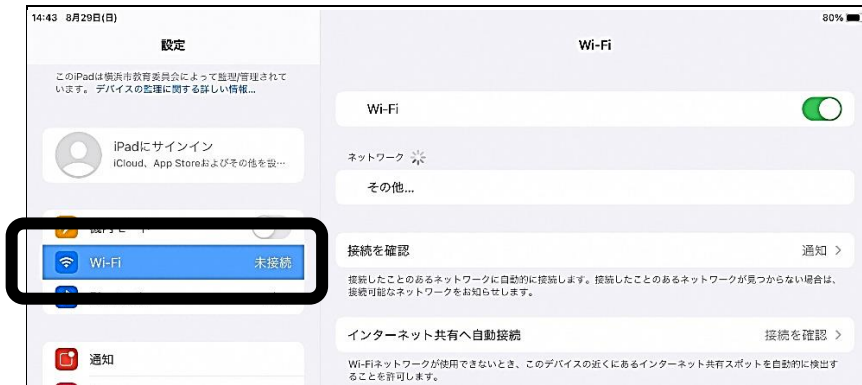 14:43 8月29日(日)
80%
設定
Wi-Fi
このiPadは横浜市教育委員会によって監理/管理されて
います。デバイスの監理に関する詳しい情報...
iPadにサインイン
iCloud、App Storeおよびその他を設…
Wi-Fi
未接続
通知
Wi-Fi
ネットワーク
その他...
接続を確認
通知
接続したことのあるネットワークに自動的に接続します。接続したことのあるネットワークが見つからない場合は、
接続可能なネットワークをお知らせします。
インターネット共有へ自動接続
接続を確認
Wi-Fiネットワークが使用できないとき、このデバイスの近くにあるインターネット共有スポットを自動的に検出す
ることを許可します。